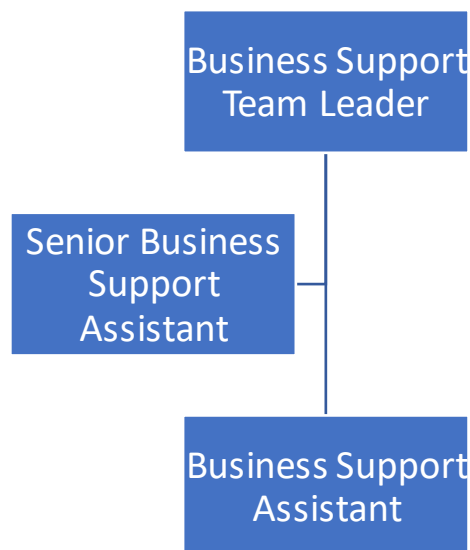 Business Support
Team Leader
Senior Business
Support
Assistant
Business Support
Assistant